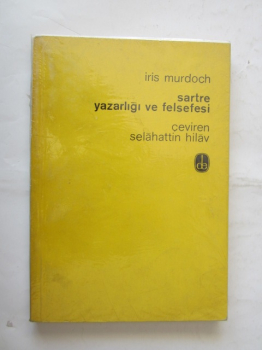 iris murdoch
sartre
yazarlığı ve felsefesi
çeviren
selâhattin hilâv